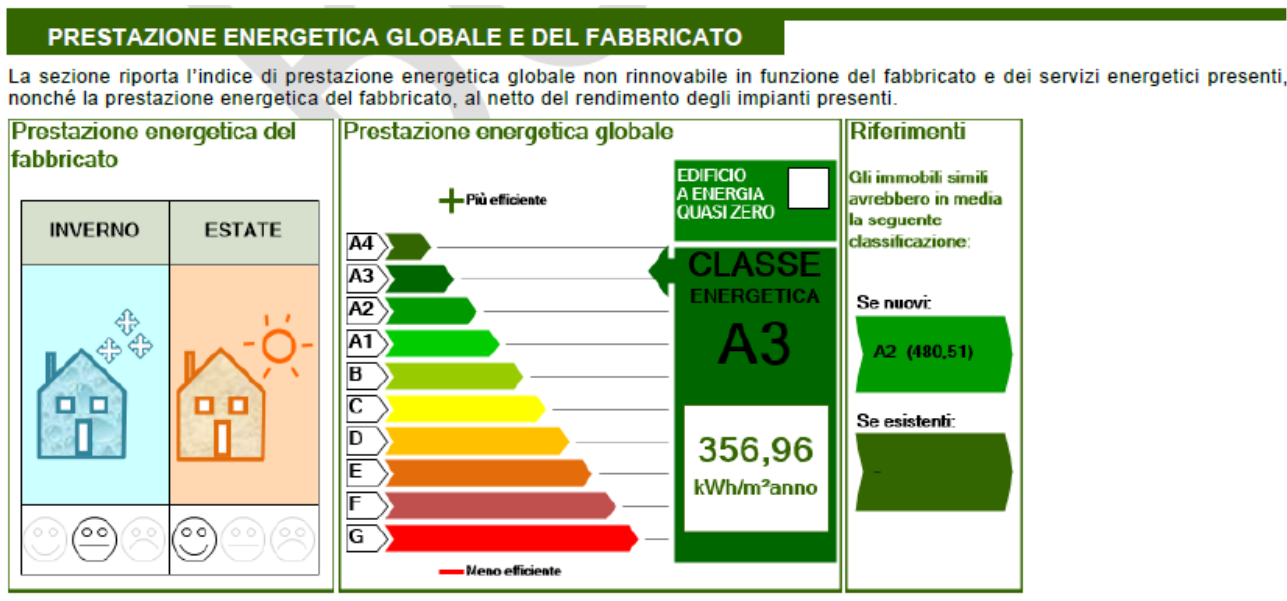 PRESTAZIONE ENERGETICA GLOBALE E DEL FABBRICATO
La sezione riporta l'indice di prestazione energetica globale non rinnovabile in funzione del fabbricato e dei servizi energetici presenti,
nonché la prestazione energetica del fabbricato, al netto del rendimento degli impianti presenti.
Prestazione energetica del
fabbricato
INVERNO
ESTATE
Prestazione energetica globale
Più efficiente
A4
A3
A2
A1
B
C
D
E
F
G
Meno efficiente
EDIFICIO
A ENERGIA
QUASI ZERO
CLASSE
ENERGETICA
A3
356,96
kWh/m²anno
Riferimenti
Gli immobili simili
avrebbero in media
la seguente
classificazione:
Se nuovi:
A2 (480,51)
Se esistenti:
-